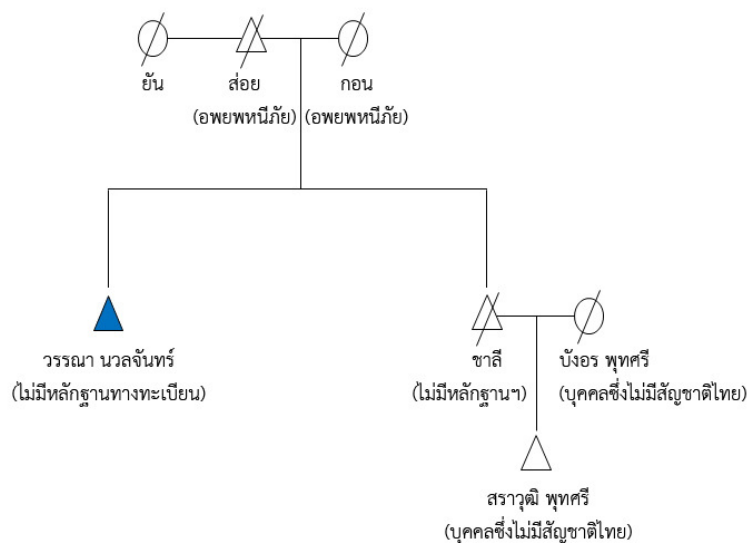 ยัน ส่อย กอน
(อพยพหนีภัย) (อพยพหนีภัย)
วรรณา นวลจันทร์
(ไม่มีหลักฐานทางทะเบียน)
ชาลี
(ไม่มีหลักฐานฯ)
บังอร พุทศรี
(บุคคลซึ่งไม่มีสัญชาติไทย)
สราวุฒิ พุทศรี
(บุคคลซึ่งไม่มีสัญชาติไทย)